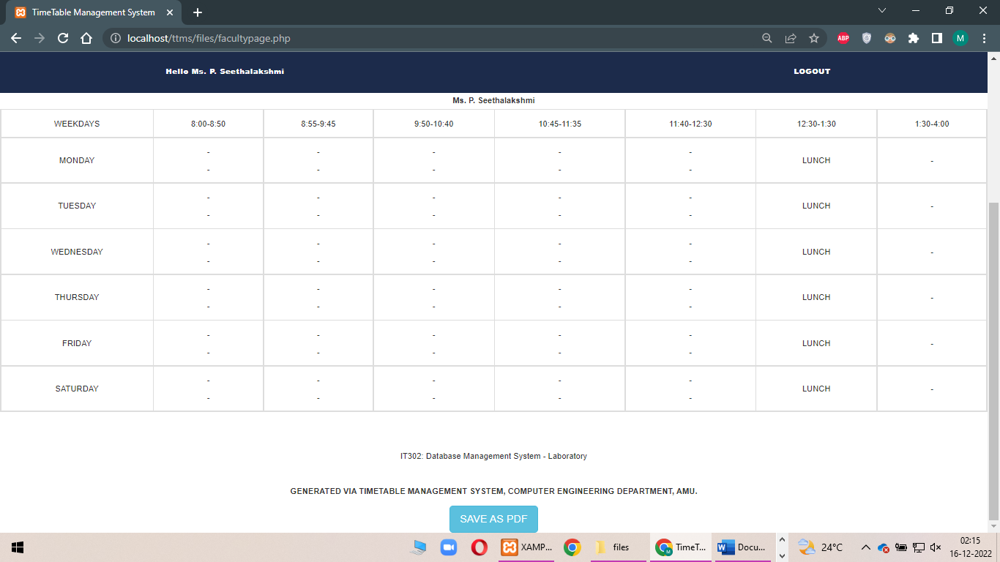 TimeTable Management System
localhost/ttms/files/facultypage.php
ABP
M
Hello Ms. P. Seethalakshmi LOGOUT
Ms. P. Seethalakshmi
WEEKDAYS 8:00-8:50 8:55-9:45 9:50-10:40 10:45-11:35 11:40-12:30 12:30-1:30 1:30-4:00
- - - - -
MONDAY LUNCH -
- - - - -
- - - - -
TUESDAY LUNCH -
- - - - -
- - - - -
WEDNESDAY LUNCH -
- - - - -
- - - - -
THURSDAY LUNCH -
- - - - -
- - - - -
FRIDAY LUNCH -
- - - - -
- - - - -
SATURDAY LUNCH -
- - - - -
IT302: Database Management System - Laboratory
GENERATED VIA TIMETABLE MANAGEMENT SYSTEM, COMPUTER ENGINEERING DEPARTMENT, AMU.
SAVE AS PDF
XAMP... files TimeT... Docu... 24°C 02:15
16-12-2022